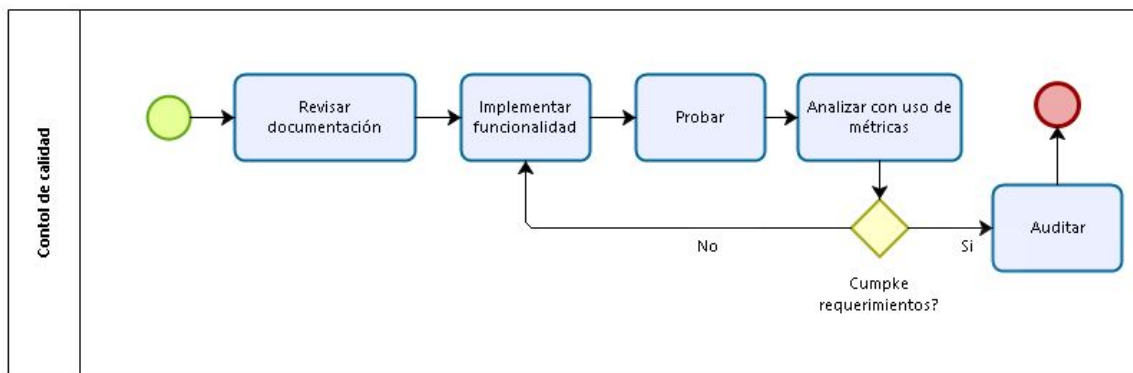 Contol de calidad
Revisar
documentación
Implementar
funcionalidad
Probar
Analizar con uso de
métricas
No
Si
Auditar
Cumpke
requerimientos?